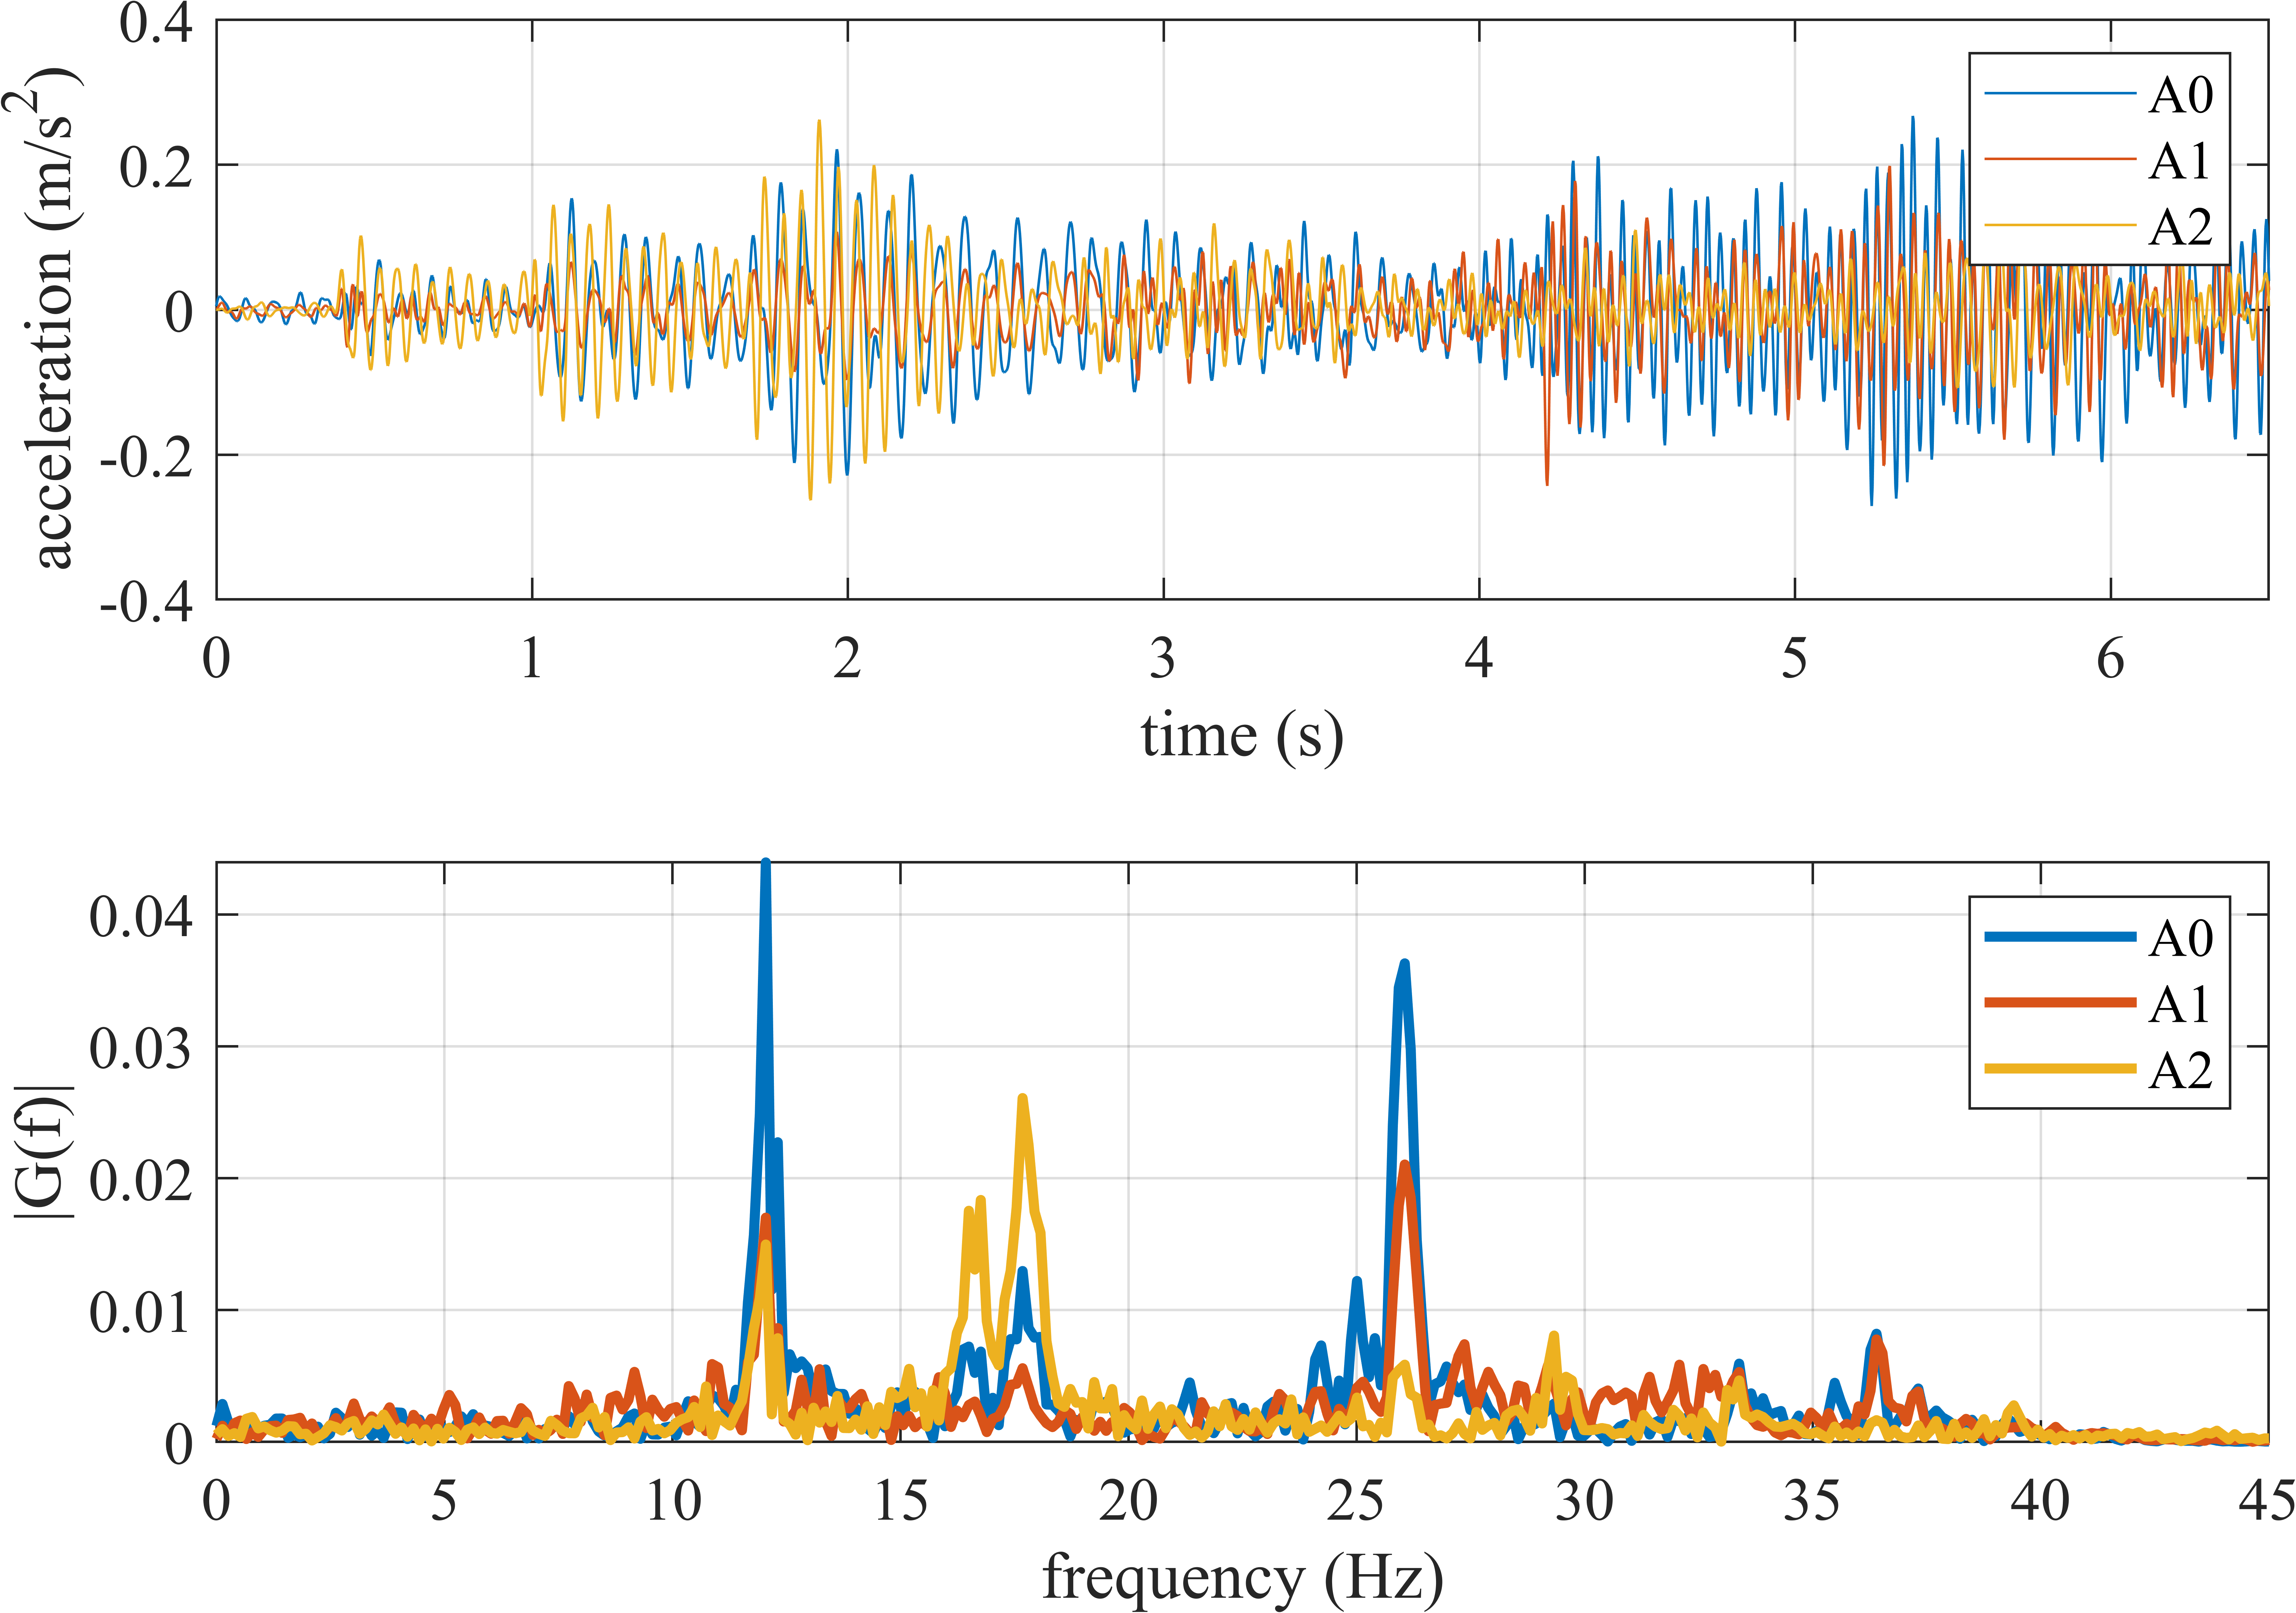 0.4
0.2
0
-0.2
-0.4
acceleration (m/s²)
A0
A1
A2
0 1 2 3 4 5 6
time (s)
0.04
0.03
0.02
0.01
0
|G(f)|
A0
A1
A2
0 5 10 15 20 25 30 35 40 45
frequency (Hz)